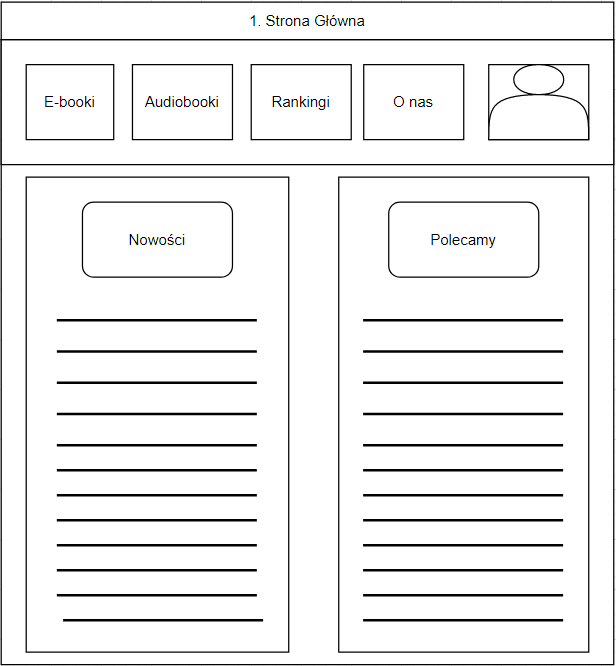 1. Strona Główna
E-booki
Audiobooki
Rankingi
O nas
Nowości
Polecamy